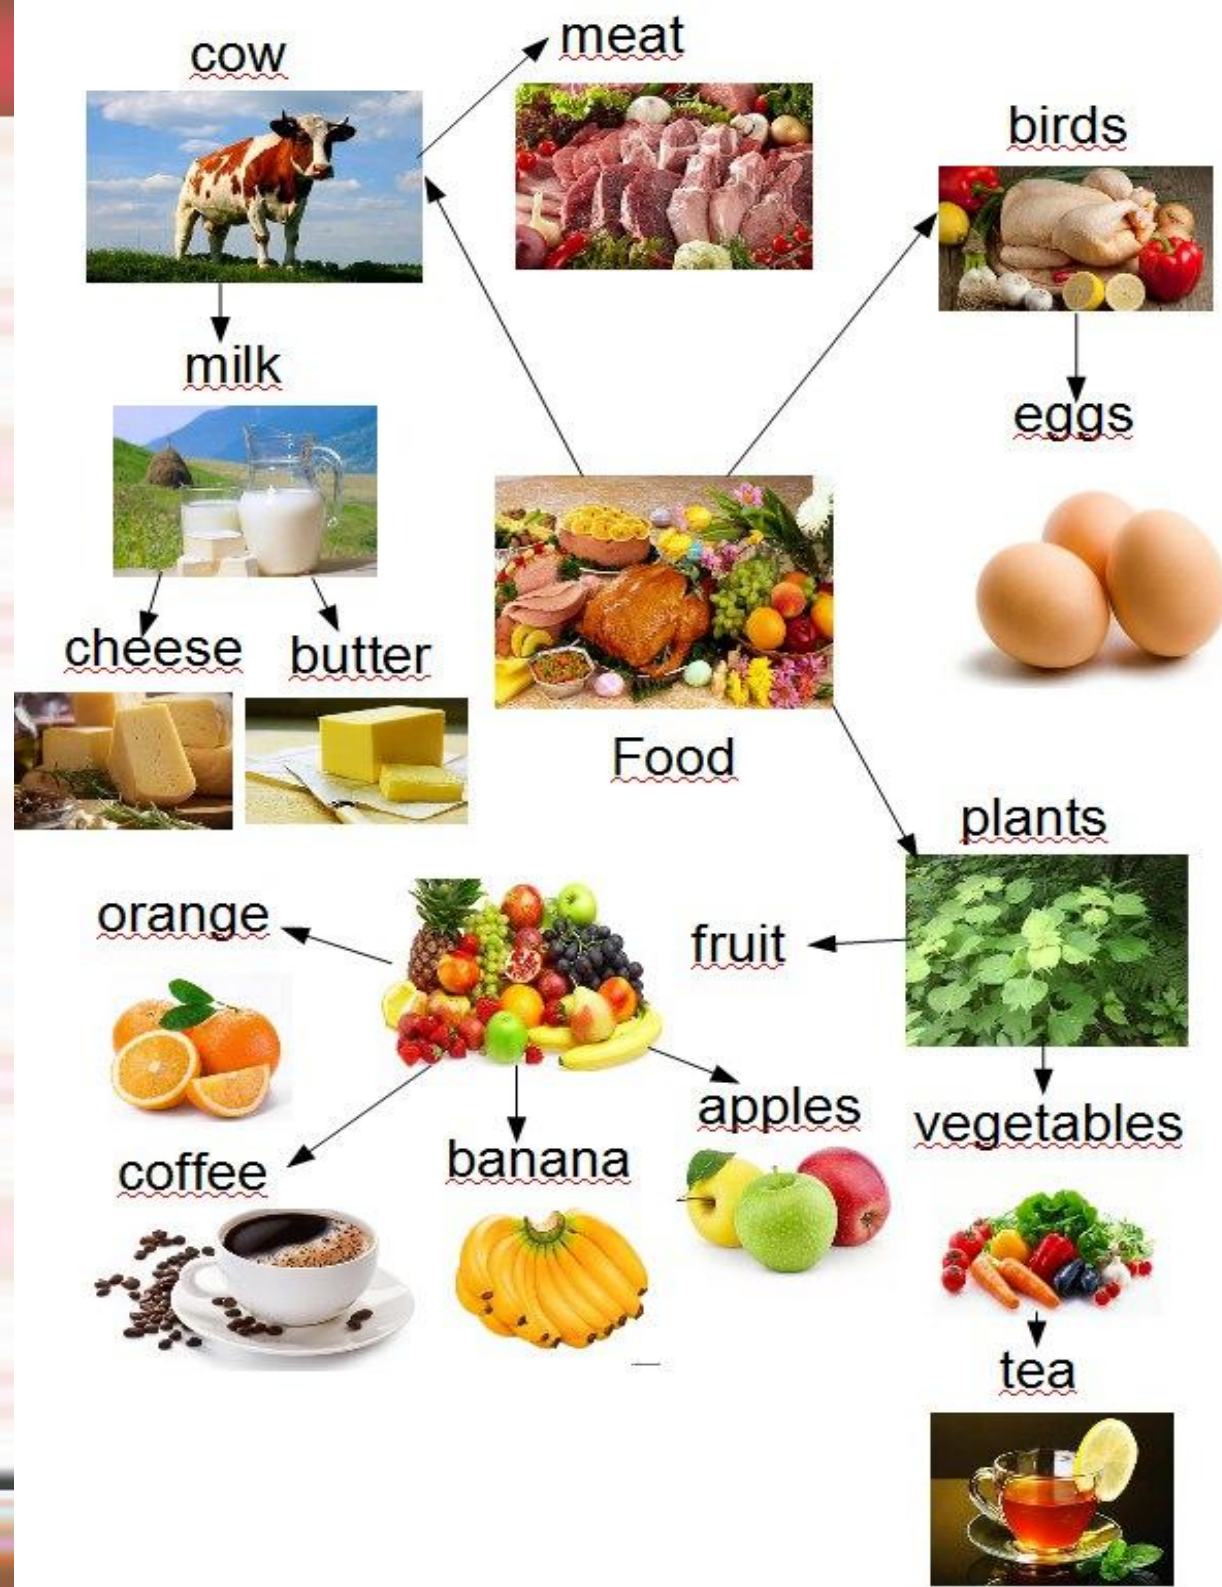 meat
cow
birds
milk
eggs
cheese
butter
Food
plants
orange
fruit
apples
vegetables
banana
coffee
tea